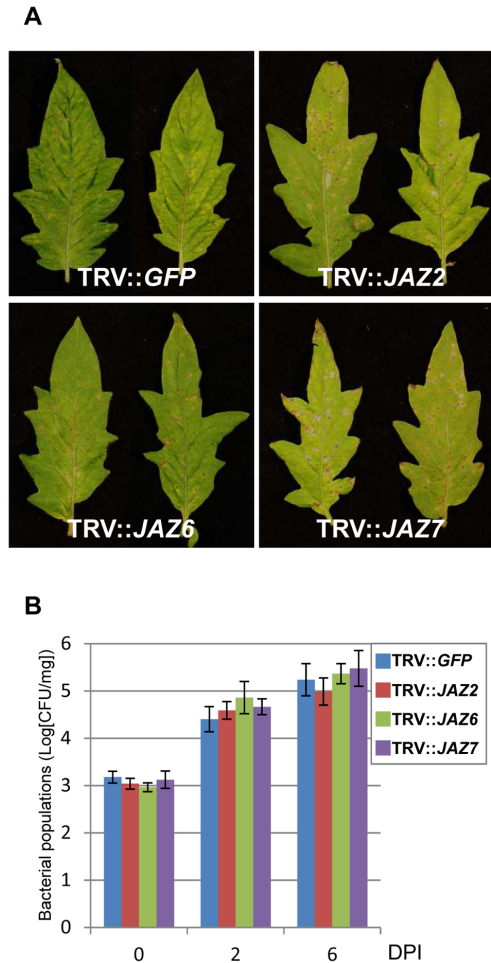 A
TRV::GFP
TRV::JAZ2
TRV::JAZ6
TRV::JAZ7
B
Bacterial populations (Log[CFU/mg])
6
5
4
3
2
1
0
TRV::GFP
TRV::JAZ2
TRV::JAZ6
TRV::JAZ7
0 2 6 DPI